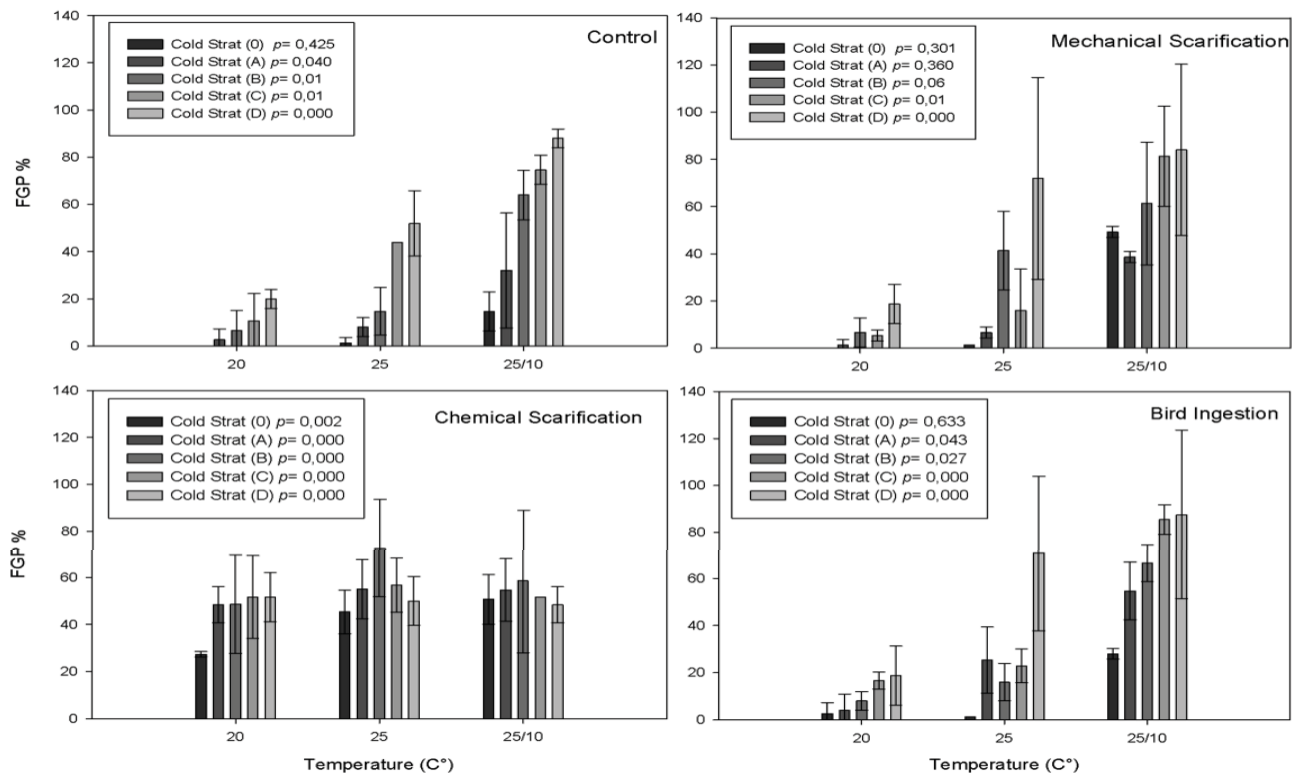 Control
Cold Strat (0) p= 0,425
Cold Strat (A) p= 0,040
Cold Strat (B) p= 0,01
Cold Strat (C) p= 0,01
Cold Strat (D) p= 0,000
FGP %
140
120
100
80
60
40
20
0
20
25
25/10
Mechanical Scarification
Cold Strat (0) p= 0,301
Cold Strat (A) p= 0,360
Cold Strat (B) p= 0,06
Cold Strat (C) p= 0,01
Cold Strat (D) p= 0,000
140
120
100
80
60
40
20
0
20
25
25/10
Chemical Scarification
Cold Strat (0) p= 0,002
Cold Strat (A) p= 0,000
Cold Strat (B) p= 0,000
Cold Strat (C) p= 0,000
Cold Strat (D) p= 0,000
FGP %
140
120
100
80
60
40
20
0
20
25
25/10
Temperature (C°)
Bird Ingestion
Cold Strat (0) p= 0,633
Cold Strat (A) p= 0,043
Cold Strat (B) p= 0,027
Cold Strat (C) p= 0,000
Cold Strat (D) p= 0,000
140
120
100
80
60
40
20
0
20
25
25/10
Temperature (C°)